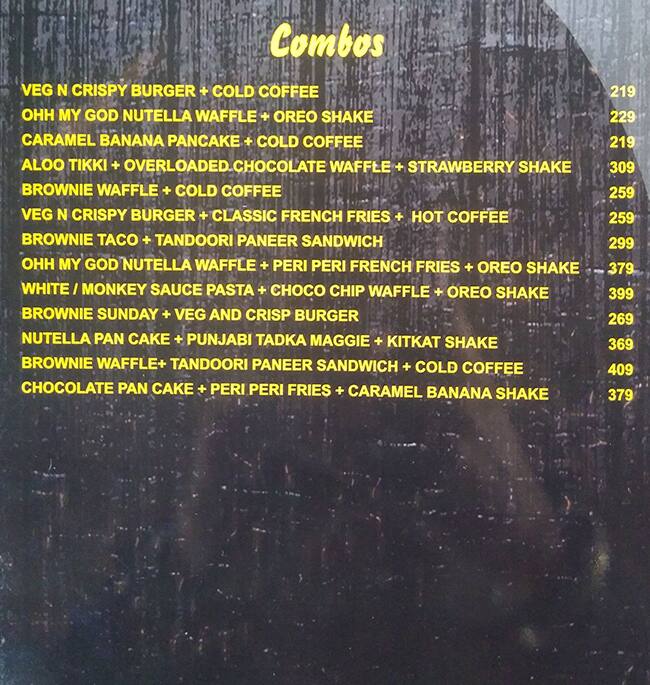 Combos
VEG N CRISPY BURGER + COLD COFFEE 219
OHH MY GOD NUTELLA WAFFLE + OREO SHAKE 229
CARAMEL BANANA PANCAKE + COLD COFFEE 219
ALOO TIKKI + OVERLOADED.CHOCOLATE WAFFLE + STRAWBERRY SHAKE 309
BROWNIE WAFFLE + COLD COFFEE 259
VEG N CRISPY BURGER + CLASSIC FRENCH FRIES + HOT COFFEE 259
BROWNIE TACO + TANDOORI PANEER SANDWICH 299
OHH MY GOD NUTELLA WAFFLE + PERI PERI FRENCH FRIES + OREO SHAKE 379
WHITE / MONKEY SAUCE PASTA + CHOCO CHIP WAFFLE + OREO SHAKE 399
BROWNIE SUNDAY + VEG AND CRISP BURGER 269
NUTELLA PAN CAKE + PUNJABI TADKA MAGGIE + KITKAT SHAKE 369
BROWNIE WAFFLE+ TANDOORI PANEER SANDWICH + COLD COFFEE 409
CHOCOLATE PAN CAKE + PERI PERI FRIES + CARAMEL BANANA SHAKE 379